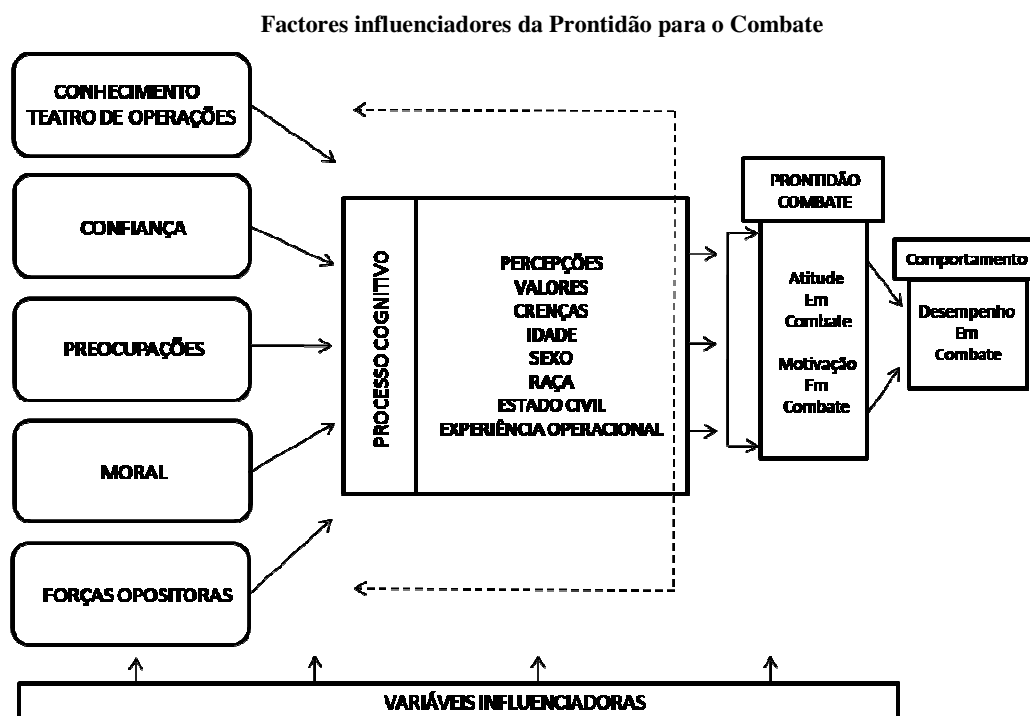 Factores influenciadores da Prontidão para o Combate
CONHECIMENTO
TEATRO DE OPERAÇÕES
CONFIANÇA
PREOCUPAÇÕES
MORAL
FORÇAS OPOSITORAS
PROCESSO COGNITIVO
PERCEPÇÕES
VALORES
CRENÇAS
IDADE
SEXO
RAÇA
ESTADO CIVIL
EXPERIÊNCIA OPERACIONAL
PRONTIDÃO
COMBATE
Atitude
Em
Combate
Motivação
Em
Combate
Comportamento
Desempenho
Em
Combate
VARIÁVEIS INFLUENCIADORAS